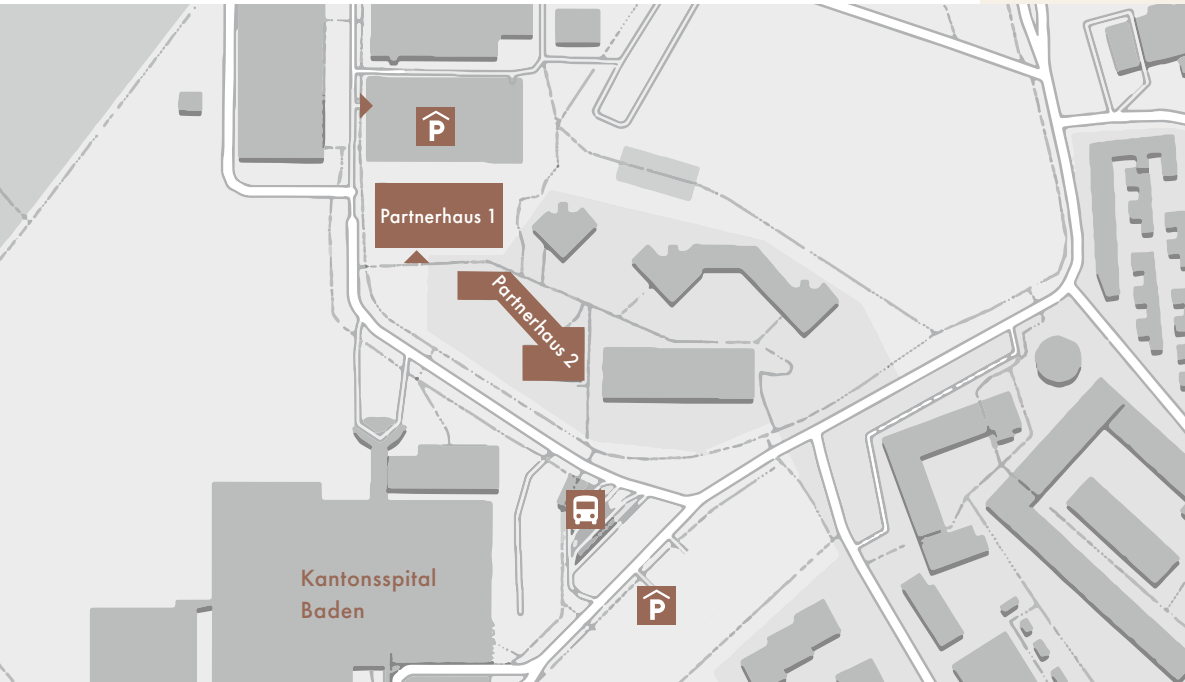 P
Partnerhaus 1
Partnerhaus 2
Kantonsspital
Baden
P